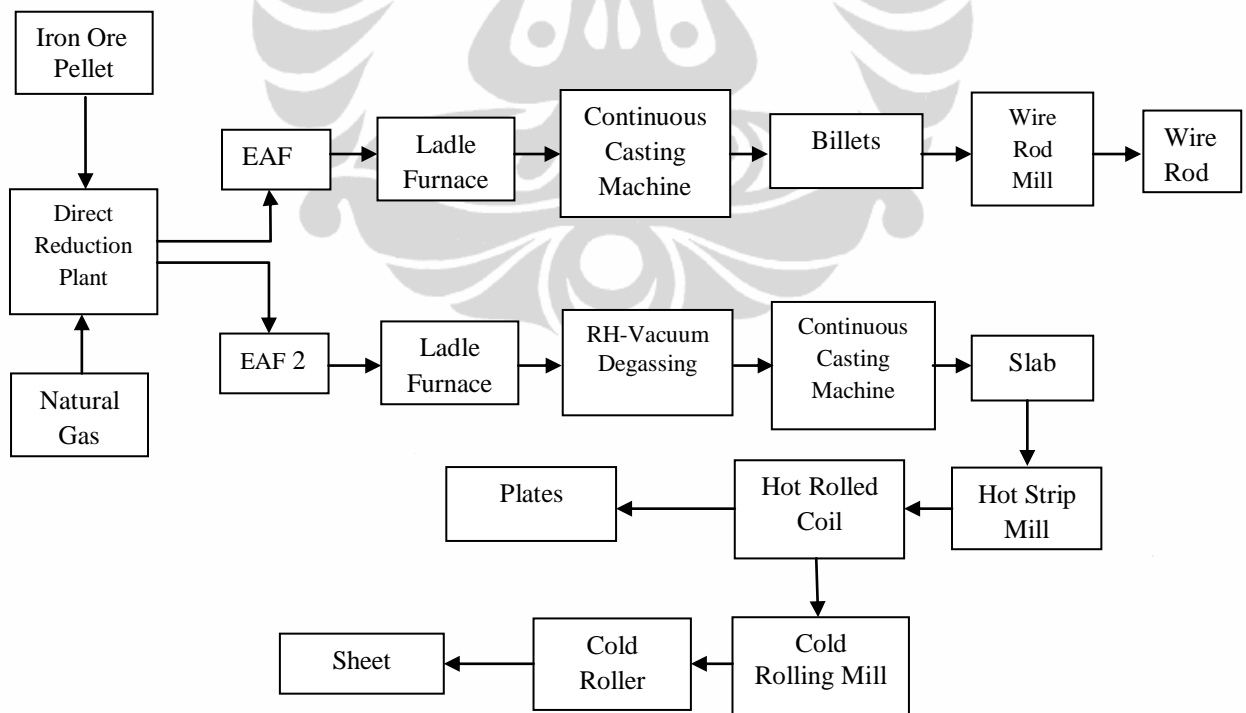 Iron Ore
Pellet
Direct
Reduction
Plant
Natural
Gas
EAF
Ladle
Furnace
Continuous
Casting
Machine
Billets
Wire
Rod
Mill
Wire
Rod
EAF 2
Ladle
Furnace
RH-Vacuum
Degassing
Continuous
Casting
Machine
Slab
Hot Strip
Mill
Hot Rolled
Coil
Plates
Cold
Rolling Mill
Cold
Roller
Sheet